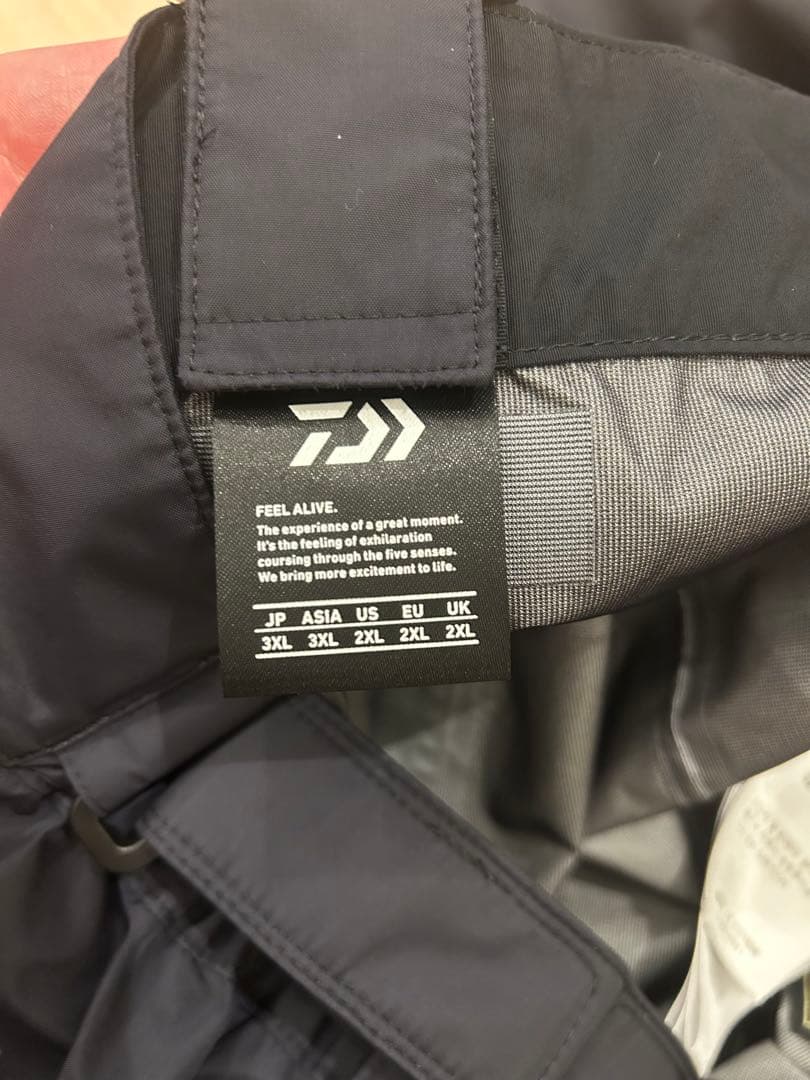 FEEL ALIVE.
The experience of a great moment.
It's the feeling of exhilaration
coursing through the five senses.
We bring more excitement to life.
JP ASIA US EU UK
3XL 3XL 2XL 2XL 2XL